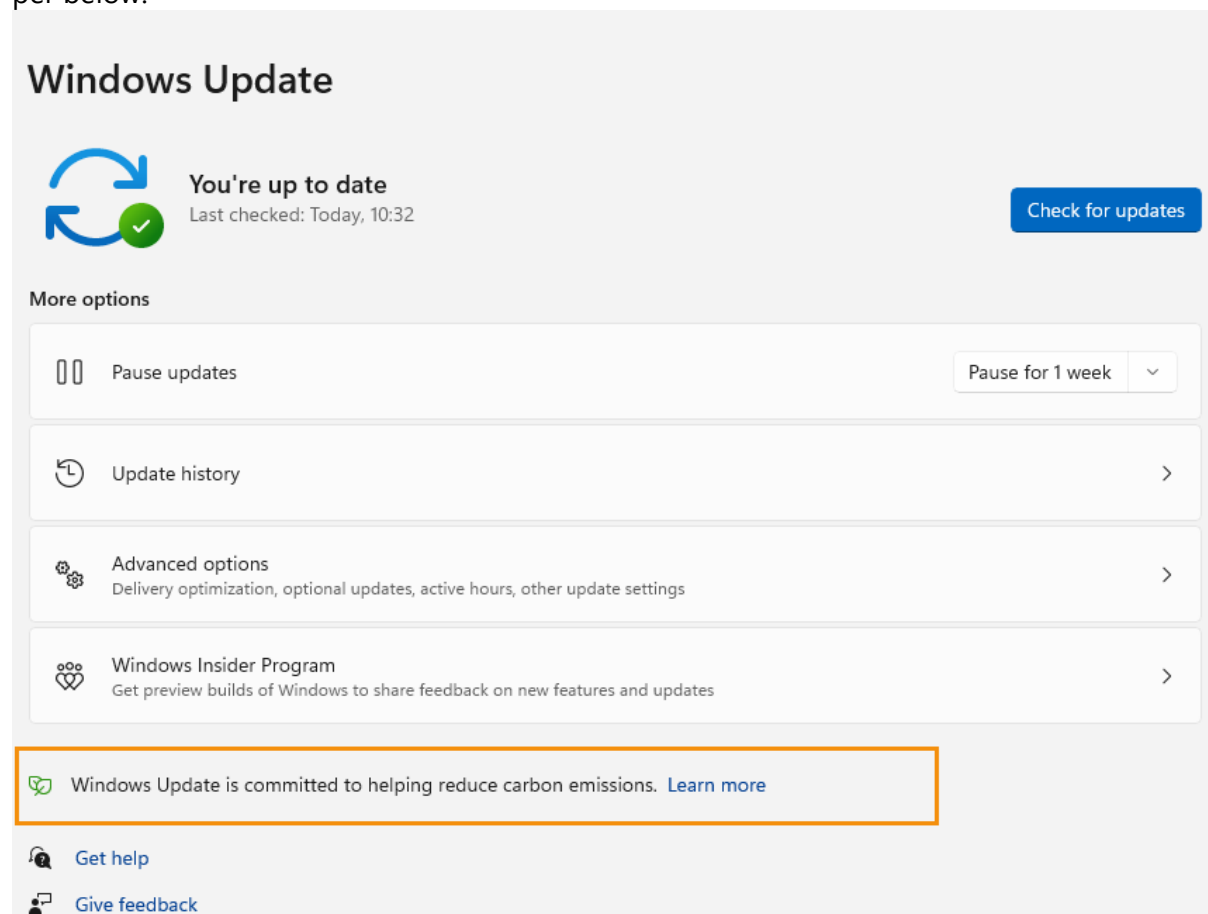 per below:
Windows Update
You're up to date
Last checked: Today, 10:32
Check for updates
More options
Pause updates
Pause for 1 week
Update history
Advanced options
Delivery optimization, optional updates, active hours, other update settings
Windows Insider Program
Get preview builds of Windows to share feedback on new features and updates
Windows Update is committed to helping reduce carbon emissions. Learn more
Get help
Give feedback